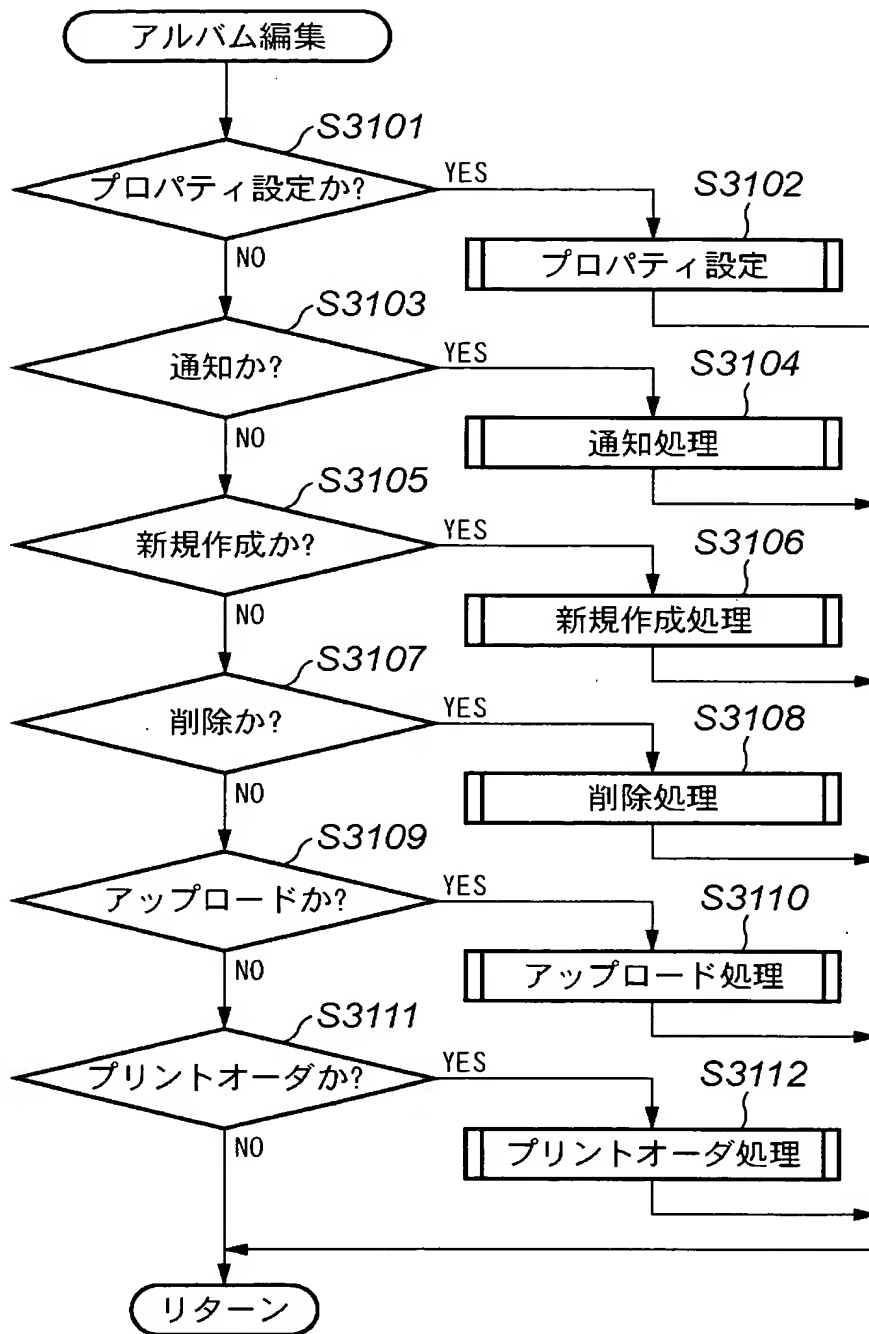 アルバム編集
S3101
プロパティ設定か?
YES
S3102
プロパティ設定
NO
S3103
通知か?
YES
S3104
通知処理
NO
S3105
新規作成か?
YES
S3106
新規作成処理
NO
S3107
削除か?
YES
S3108
削除処理
NO
S3109
アップロードか?
YES
S3110
アップロード処理
NO
S3111
プリントオーダか?
YES
S3112
プリントオーダ処理
NO
リターン